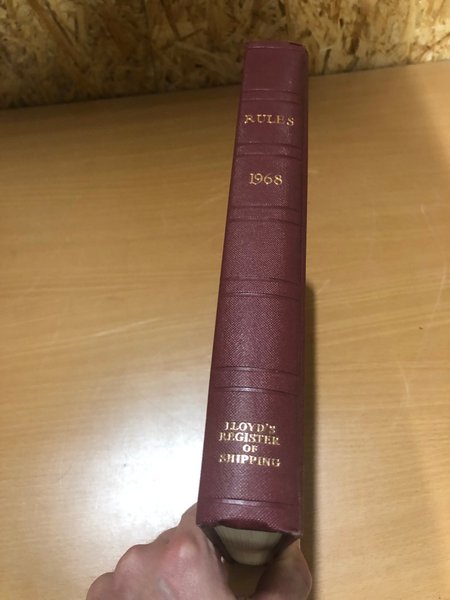 RULES
1968
LLOYD'S
REGISTER
OF
SHIPPING